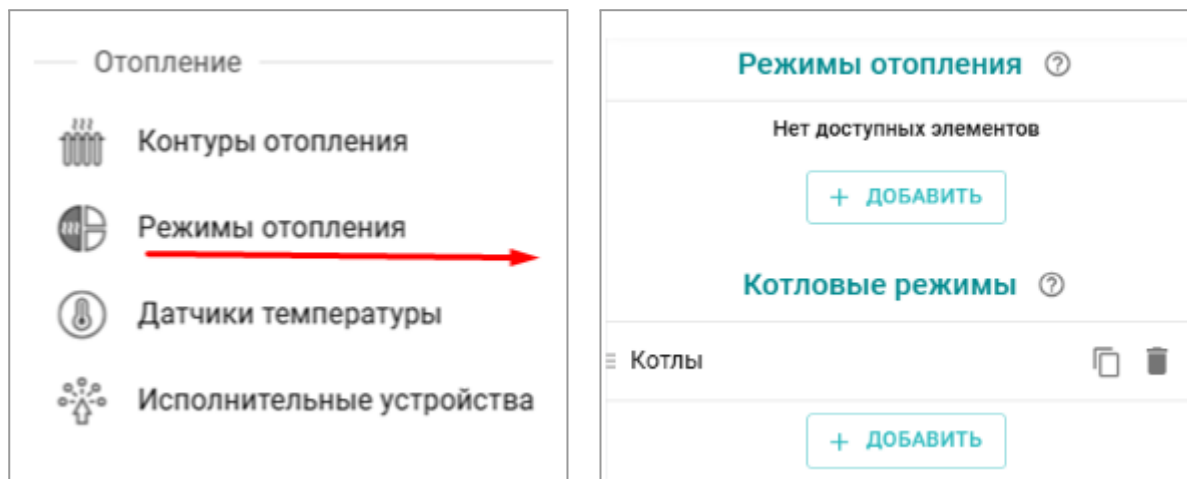 Отопление
Контуры отопления
Режимы отопления
Датчики температуры
Исполнительные устройства
Режимы отопления ?
Нет доступных элементов
+ ДОБАВИТЬ
Котловые режимы ?
Котлы
+ ДОБАВИТЬ